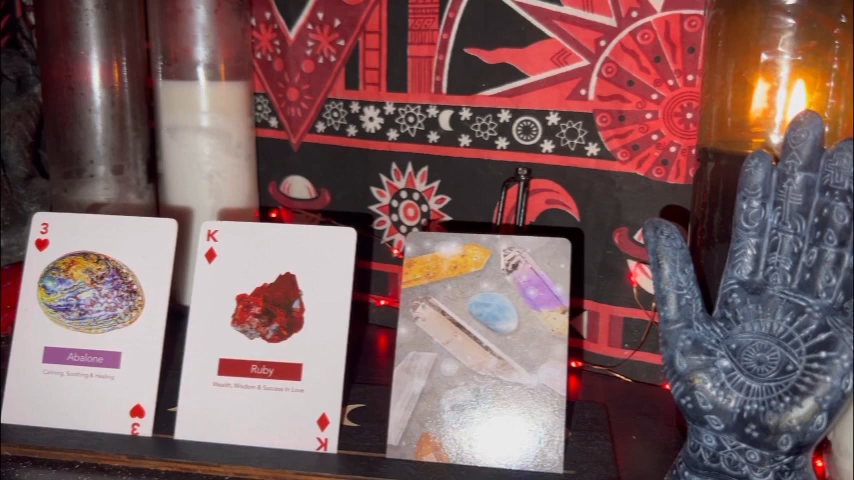 3
Abalone
Calming, Soothing & Healing
3
K
Ruby
Wealth, Wisdom & Success in Love
K